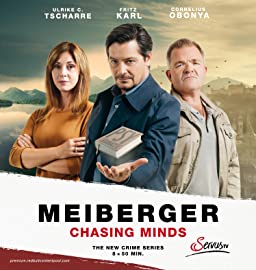 ULRIKE C. TSCHARRE
FRITZ KARL
CORNELIUS OBONYA
MEIBERGER
CHASING MINDS
THE NEW CRIME SERIES
8 x 50 MIN.
ServusTV